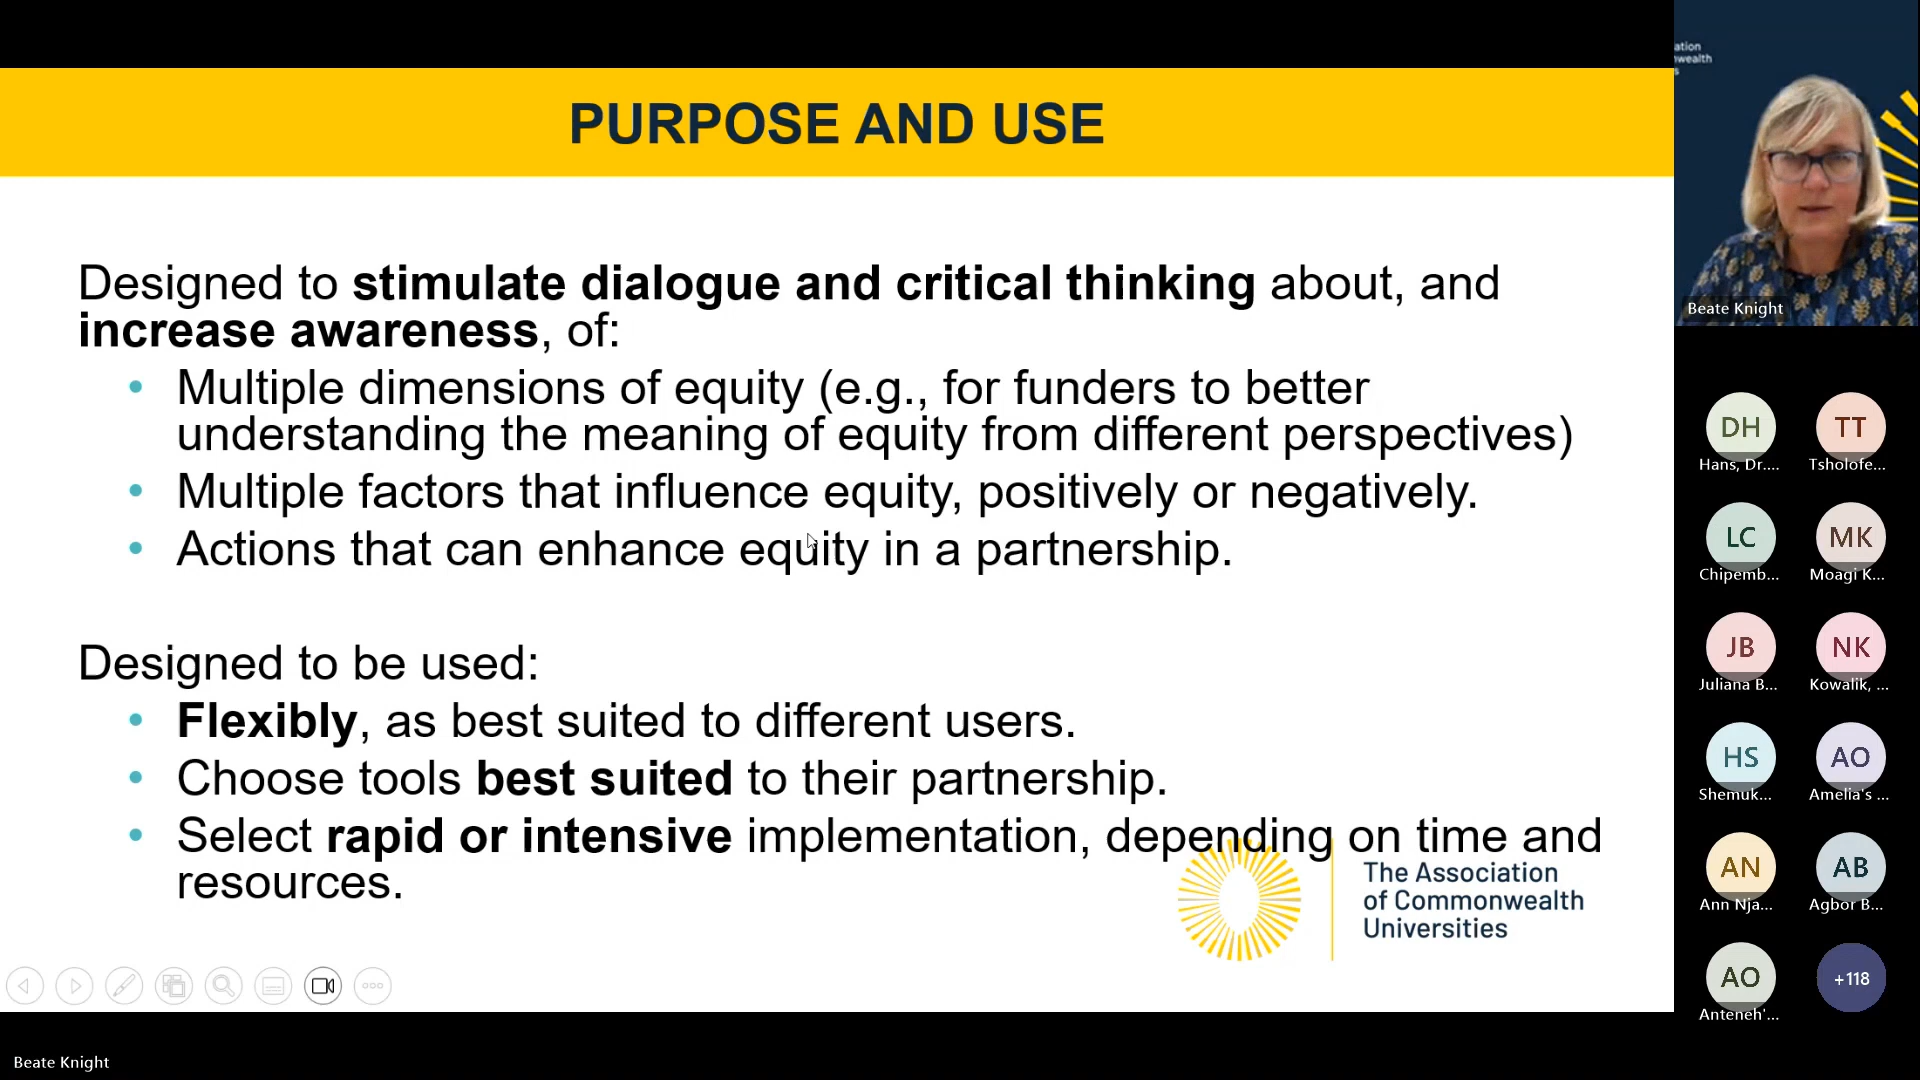 PURPOSE AND USE
Designed to stimulate dialogue and critical thinking about, and
increase awareness, of:
• Multiple dimensions of equity (e.g., for funders to better
understanding the meaning of equity from different perspectives)
• Multiple factors that influence equity, positively or negatively.
• Actions that can enhance equity in a partnership.
Designed to be used:
• Flexibly, as best suited to different users.
• Choose tools best suited to their partnership.
• Select rapid or intensive implementation, depending on time and
resources.
The Association
of Commonwealth
Universities
Beate Knight
ation
wealth
s
Beate Knight
DH
Hans, Dr....
TT
Tsholofe...
LC
Chipemb...
MK
Moagi K...
JB
Juliana B...
NK
Kowalik, ...
HS
Shemuk...
AO
Amelia's ...
AN
Ann Nja...
AB
Agbor B...
AO
Anteneh'...
+118